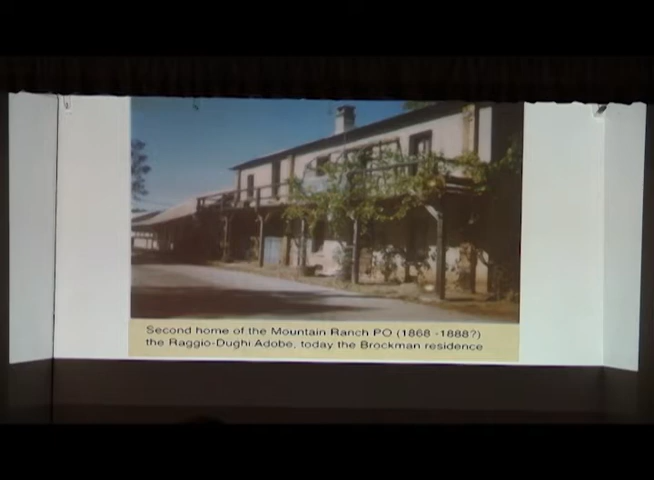 Second home of the Mountain Ranch PO (1868 -1888?)
the Raggio-Dughi Adobe, today the Brockman residence